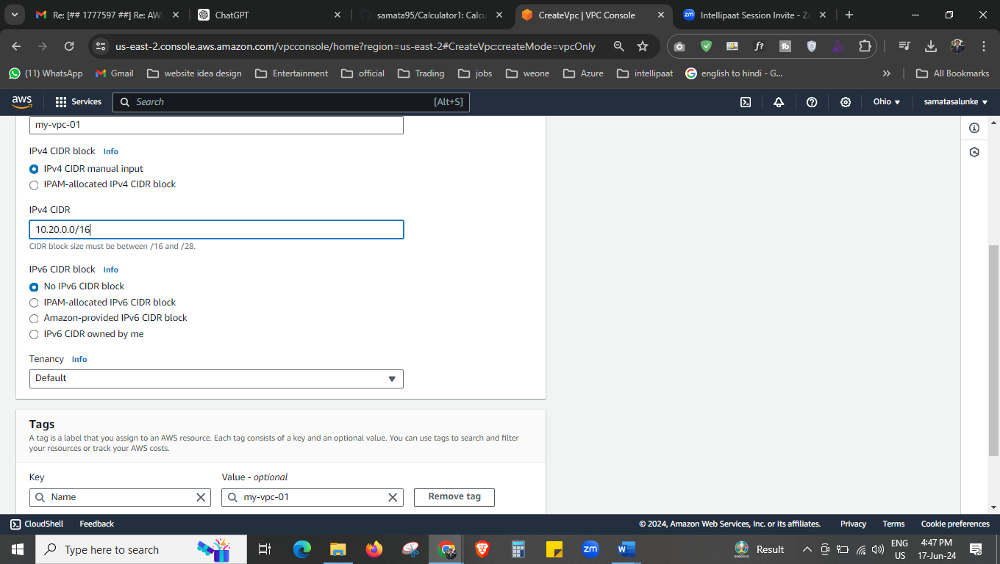 Re: [## 1777597 ##] Re: AWS
ChatGPT
samata95/Calculator1: Calcu
CreateVpc | VPC Console
zm Intellipaat Session Invite - Zo
us-east-2.console.aws.amazon.com/vpcconsole/home?region=us-east-2#CreateVpc:createMode=vpcOnly
f?
(11) WhatsApp
Gmail
website idea design
Entertainment
official
Trading
jobs
weone
Azure
intellipaat
english to hindi - G...
All Bookmarks
aws
Services
Search
[Alt+S]
Ohio
samatasalunke
my-vpc-01
IPv4 CIDR block Info
IPv4 CIDR manual input
IPAM-allocated IPv4 CIDR block
IPv4 CIDR
10.20.0.0/16
CIDR block size must be between /16 and /28.
IPv6 CIDR block Info
No IPv6 CIDR block
IPAM-allocated IPv6 CIDR block
Amazon-provided IPv6 CIDR block
IPv6 CIDR owned by me
Tenancy Info
Default
Tags
A tag is a label that you assign to an AWS resource. Each tag consists of a key and an optional value. You can use tags to search and filter
your resources or track your AWS costs.
Key
Value - optional
Name
my-vpc-01
Remove tag
CloudShell
Feedback
© 2024, Amazon Web Services, Inc. or its affiliates.
Privacy
Terms
Cookie preferences
Type here to search
zm
Result
ENG
US
4:47 PM
17-Jun-24